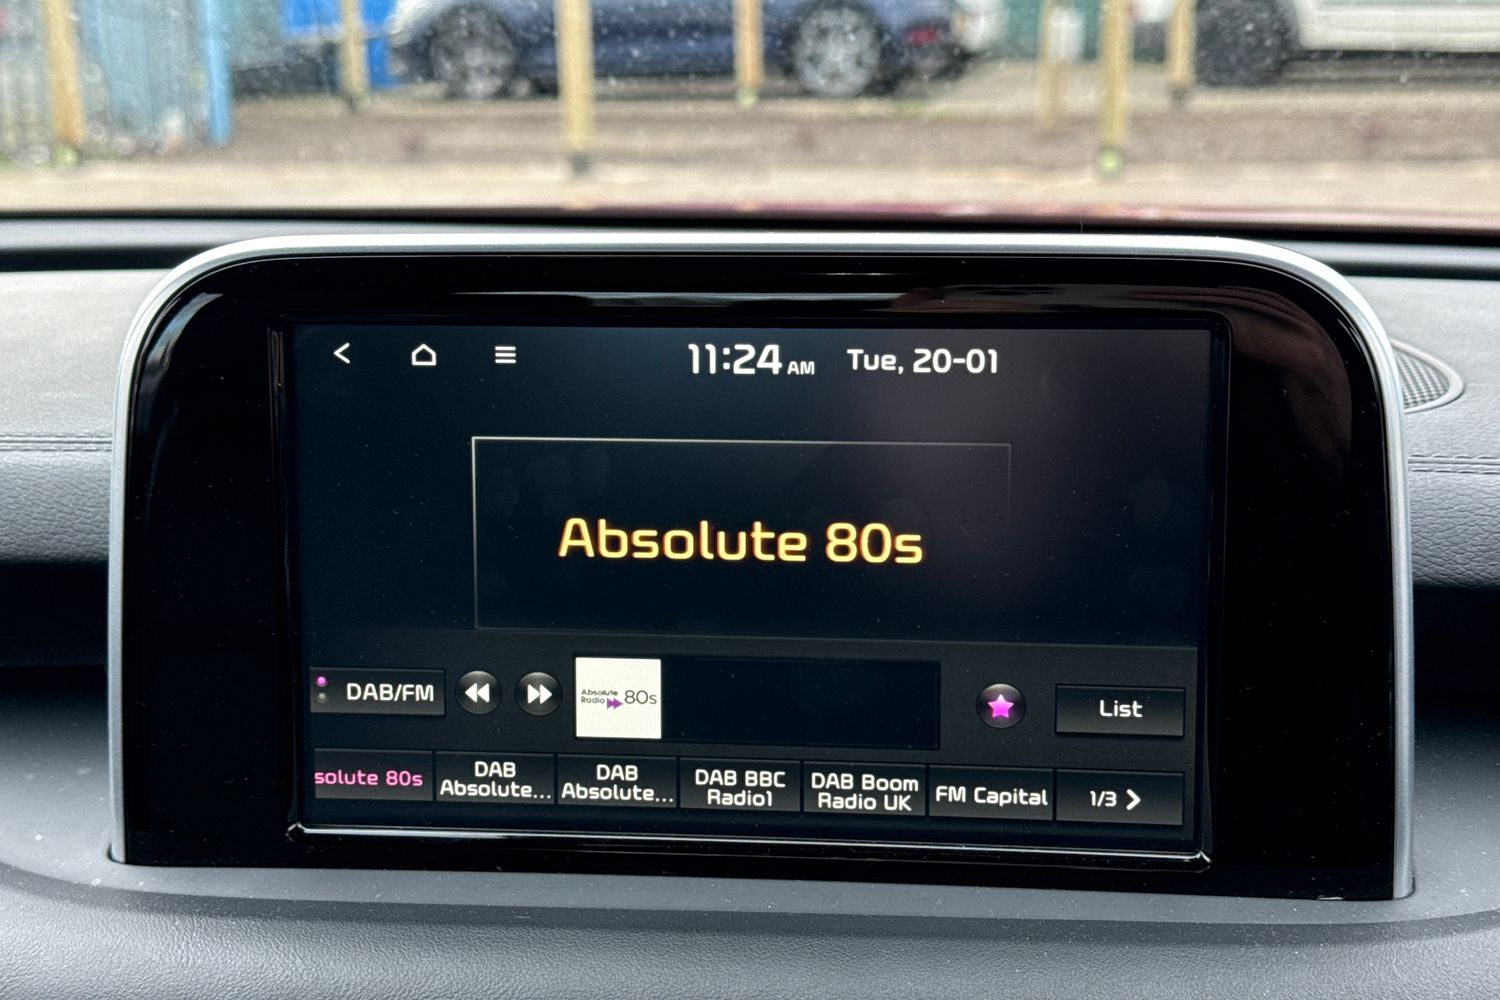 11:24 AM Tue, 20-01
Absolute 80s
DAB/FM
Absolute
Radio 80s
List
solute 80s
DAB
Absolute...
DAB
Absolute...
DAB BBC
Radio1
DAB Boom
Radio UK
FM Capital
1/3